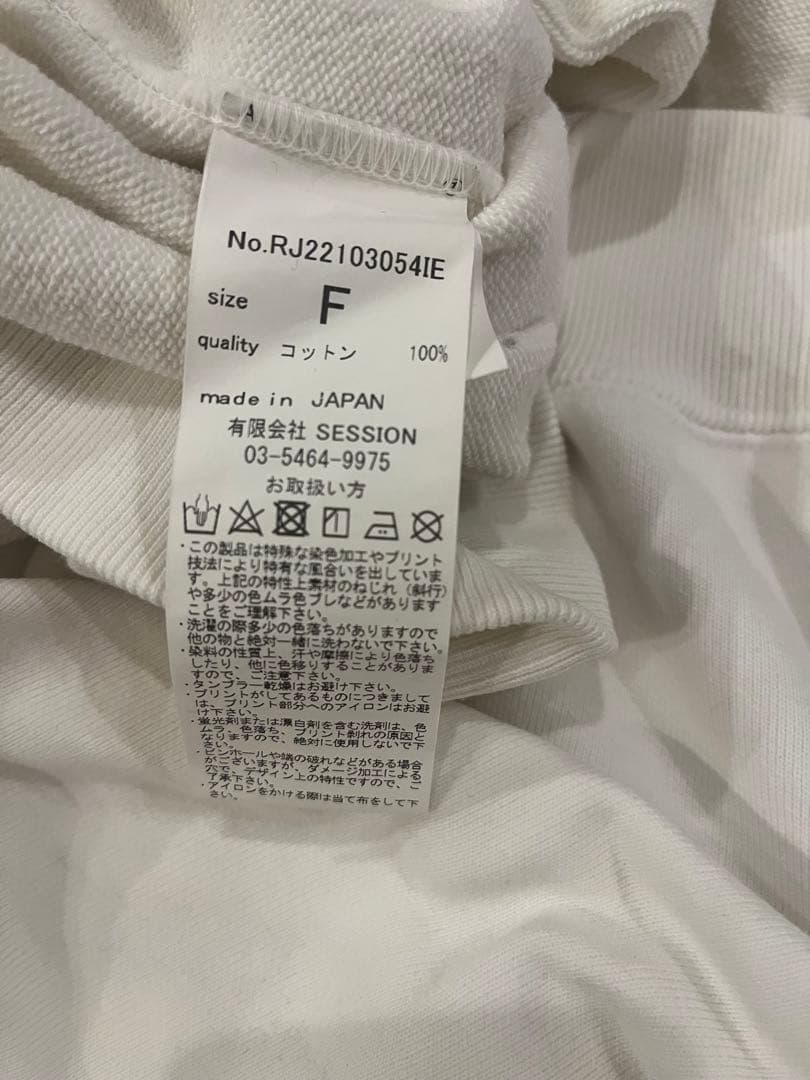 No.RJ22103054IE
size F
quality コットン 100%
made in JAPAN
有限会社 SESSION
03-5464-9975
お取扱い方
・この製品は特殊な染色加工やプリント
技法により特有な風合いを出していま
す。上記の特性上素材のねじれ（斜行）
や多少の色ムラ色ブレなどがあります
ことをご理解下さい。
・洗濯の際多少の色落ちがありますので
他の物と絶対一緒に洗わないで下さい。
・染料の性質上、汗や摩擦により色落ち
したり、他に色移りすることがありま
すので、ご注意下さい。
・タンブラー乾燥はお避け下さい。
・プリントがしてあるものにつきまして
は、プリント部分へのアイロンはお避
け下さい。
・蛍光剤または漂白剤を含む洗剤は、色
ムラ、色落ち、プリント剥れの原因と
なりますので、絶対に使用しないで下
さい。
・ピンホールや端の破れなどがある場合
がございますが、ダメージ加工による
穴で、デザイン上の特性ですので、ご
了承下さい。
・アイロンをかける際は当て布をして下
さい。